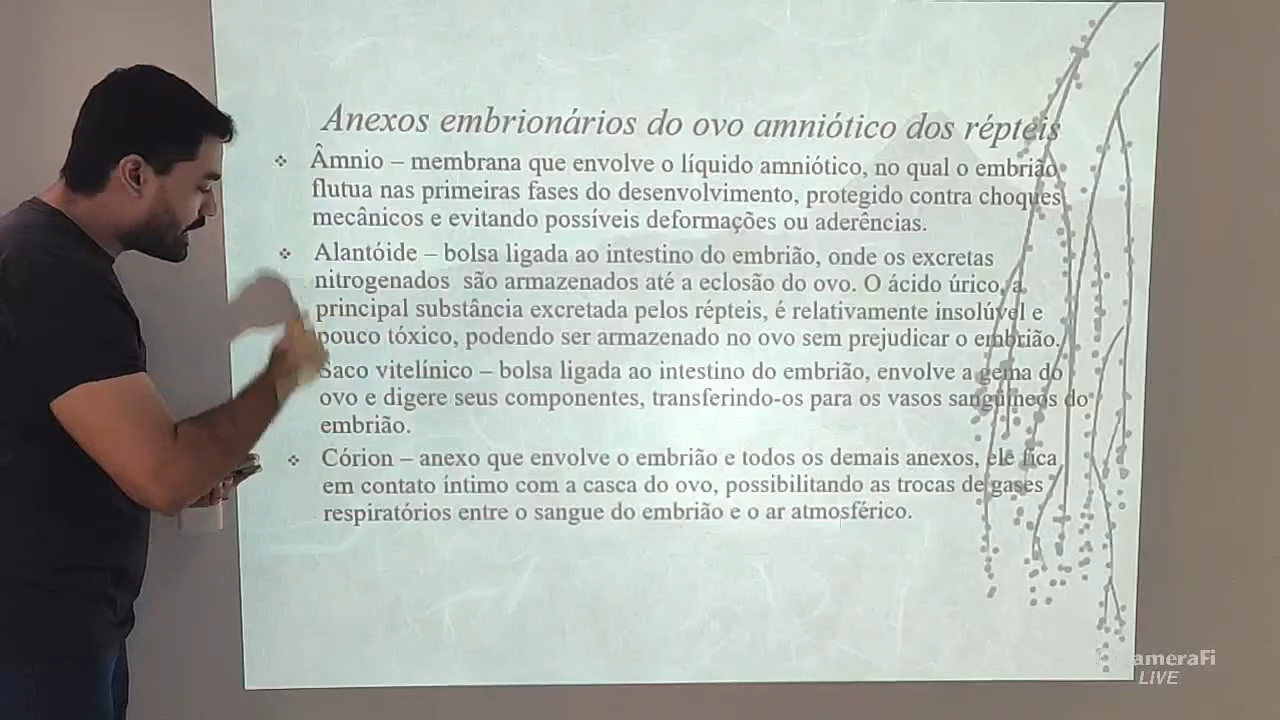 Anexos embrionários do ovo amniótico dos répteis
Âmnio – membrana que envolve o líquido amniótico, no qual o embrião
flutua nas primeiras fases do desenvolvimento, protegido contra choques
mecânicos e evitando possíveis deformações ou aderências.
Alantóide – bolsa ligada ao intestino do embrião, onde os excretas
nitrogenados são armazenados até a eclosão do ovo. O ácido úrico, a
principal substância excretada pelos répteis, é relativamente insolúvel e
pouco tóxico, podendo ser armazenado no ovo sem prejudicar o embrião.
Saco vitelínico – bolsa ligada ao intestino do embrião, envolve a gema do
ovo e digere seus componentes, transferindo-os para os vasos sanguíneos do
embrião.
Córion – anexo que envolve o embrião e todos os demais anexos, ele fica
em contato íntimo com a casca do ovo, possibilitando as trocas de gases
respiratórios entre o sangue do embrião e o ar atmosférico.
CameraFi
LIVE